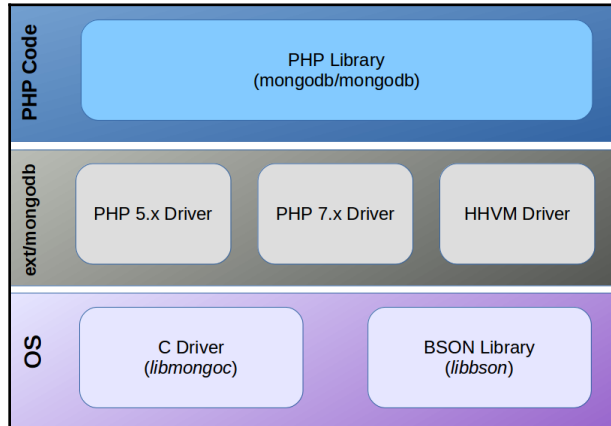 PHP Code
PHP Library
(mongodb/mongodb)
ext/mongodb
PHP 5.x Driver
PHP 7.x Driver
HHVM Driver
OS
C Driver
(libmongoc)
BSON Library
(libbson)